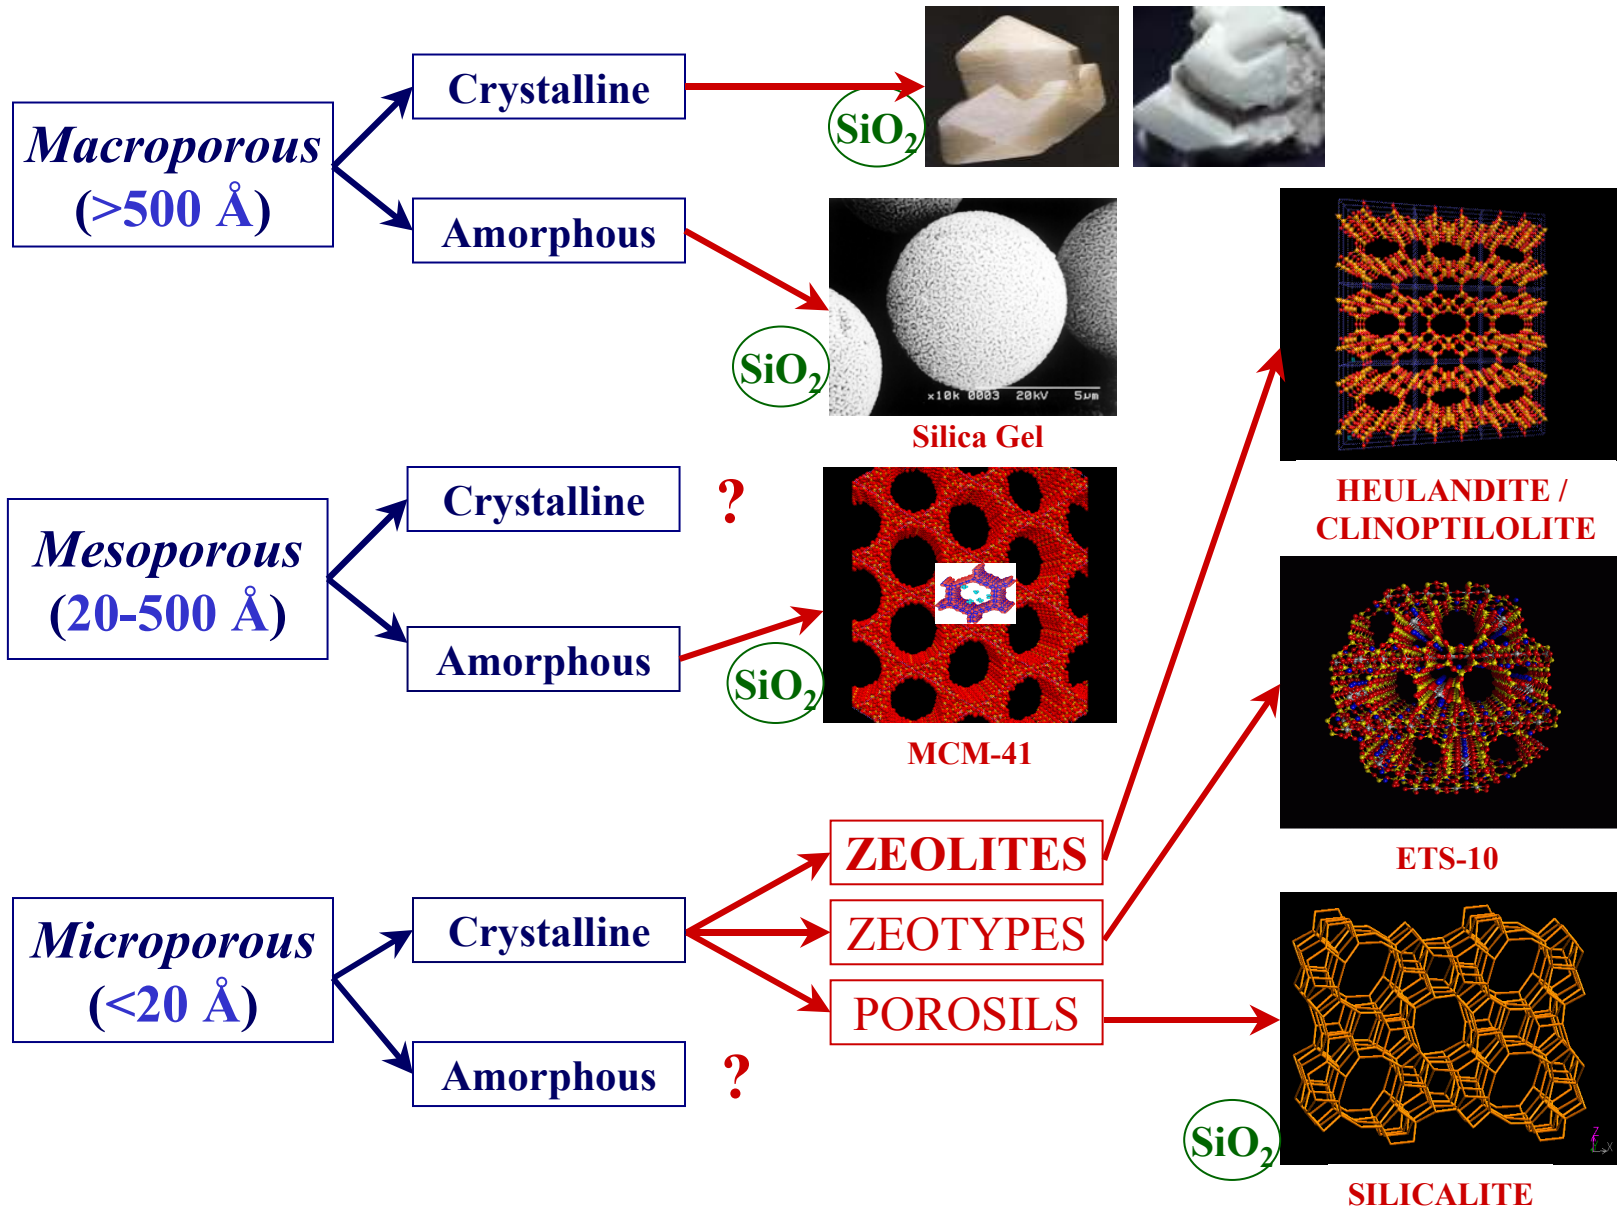 Macroporous
(>500 Å)
Crystalline
SiO2
Amorphous
SiO2
x10k 0003 20kV 5µm
Silica Gel
Mesoporous
(20-500 Å)
Crystalline
?
Amorphous
SiO2
MCM-41
Microporous
(<20 Å)
Crystalline
Amorphous
?
ZEOLITES
ZEOTYPES
POROSILS
HEULANDITE /
CLINOPTILOLITE
ETS-10
SiO2
Z
X
SILICALITE